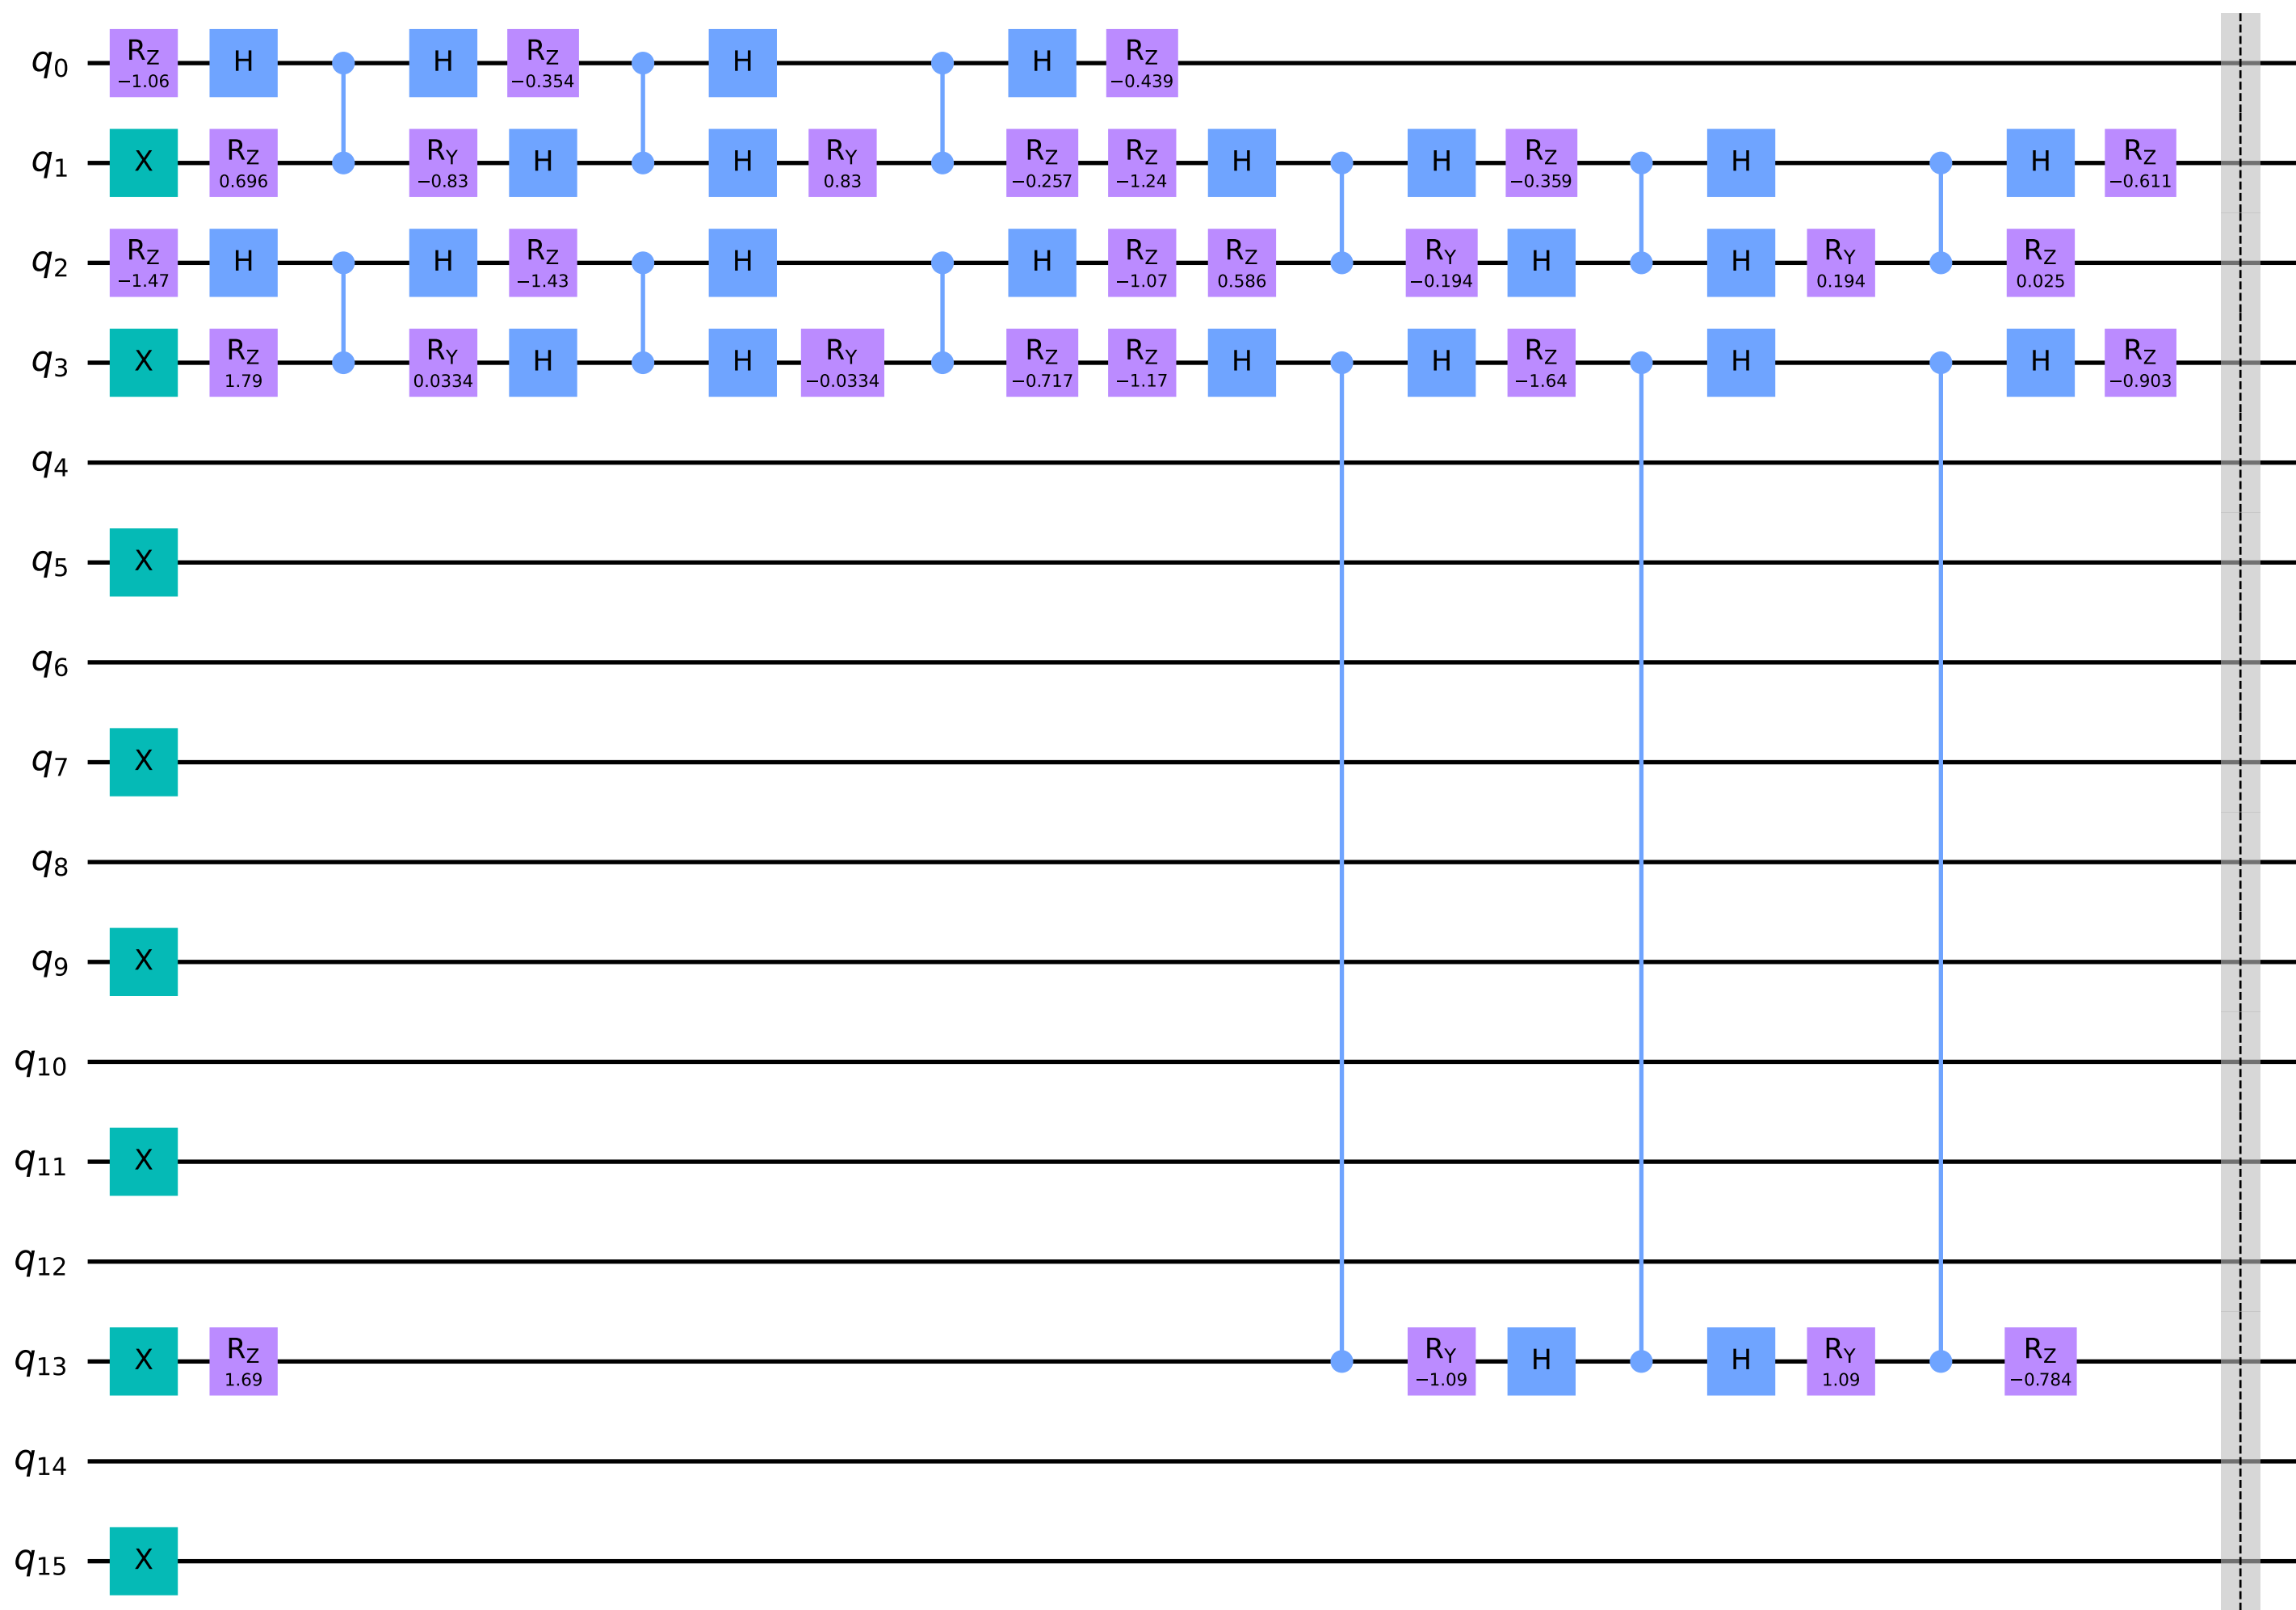 q0 RZ −1.06 H H RZ −0.354 H H RZ −0.439
q1 X RZ 0.696 RY −0.83 H H RY 0.83 RZ −0.257 RZ −1.24 H H RZ −0.359 H H RZ −0.611
q2 RZ −1.47 H H RZ −1.43 H H RZ −1.07 RZ 0.586 RY −0.194 H H RY 0.194 RZ 0.025
q3 X RZ 1.79 RY 0.0334 H H RY −0.0334 RZ −0.717 RZ −1.17 H H RZ −1.64 H H RZ −0.903
q4
q5 X
q6
q7 X
q8
q9 X
q10
q11 X
q12
q13 X RZ 1.69 RY −1.09 H H RY 1.09 RZ −0.784
q14
q15 X